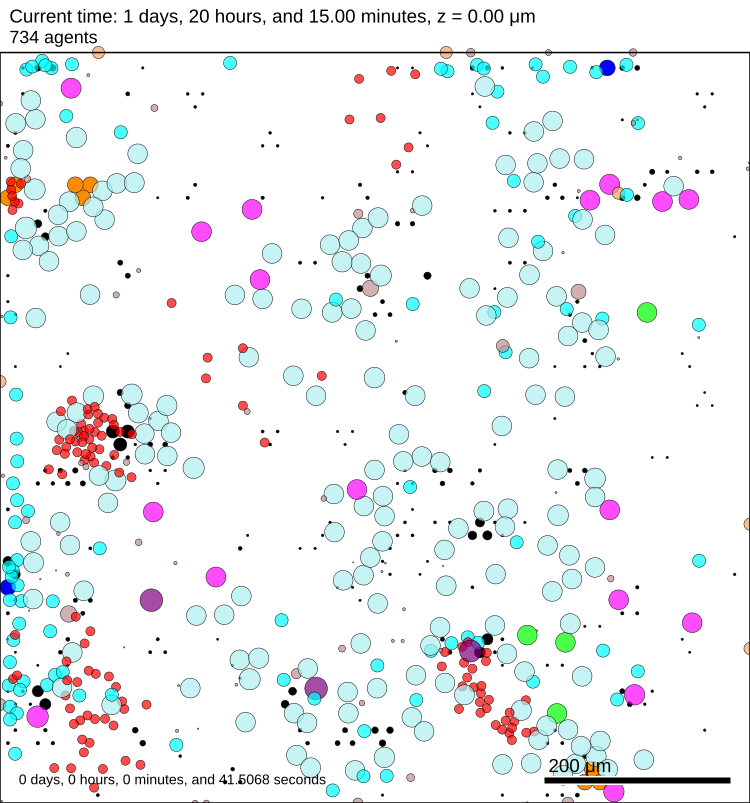 Current time: 1 days, 20 hours, and 15.00 minutes, z = 0.00 μm
734 agents
200 μm
0 days, 0 hours, 0 minutes, and 41.5068 seconds